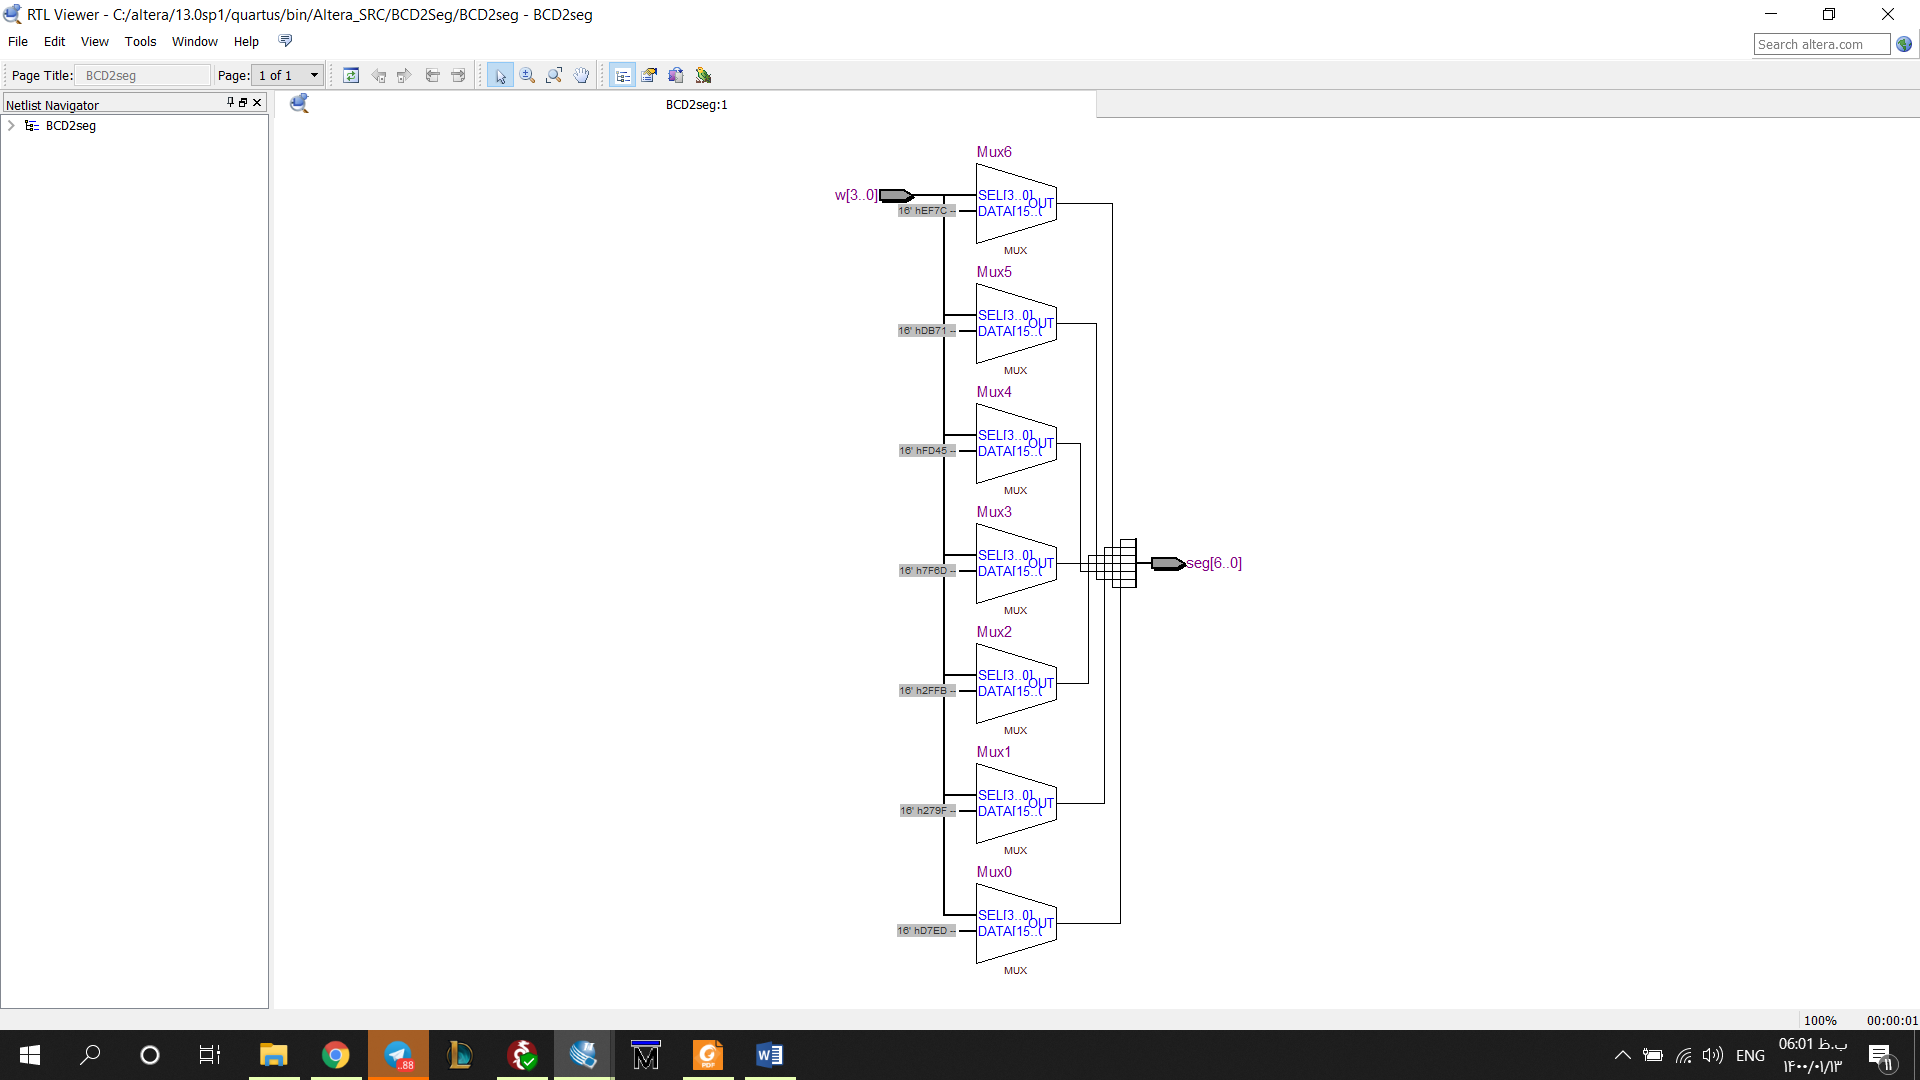 RTL Viewer - C:/altera/13.0sp1/quartus/bin/Altera_SRC/BCD2Seg/BCD2seg - BCD2seg
File Edit View Tools Window Help
Search altera.com
Page Title: BCD2seg Page: 1 of 1
Netlist Navigator
BCD2seg:1
BCD2seg
Mux6
w[3..0]
SEL[3..0]
OUT
16' hEF7C --
DATA[15..0
MUX
Mux5
SEL[3..0]
OUT
16' hDB71 --
DATA[15..0
MUX
Mux4
SEL[3..0]
OUT
16' hFD45 --
DATA[15..0
MUX
Mux3
SEL[3..0]
OUT
16' h7F6D --
DATA[15..0
MUX
seg[6..0]
Mux2
SEL[3..0]
OUT
16' h2FFB --
DATA[15..0
MUX
Mux1
SEL[3..0]
OUT
16' h279F --
DATA[15..0
MUX
Mux0
SEL[3..0]
OUT
16' hD7ED --
DATA[15..0
MUX
100% 00:00:01
..88
PDF
ENG
06:01 ب.ظ
۱۴۰۰/۰۱/۱۳
۱۱